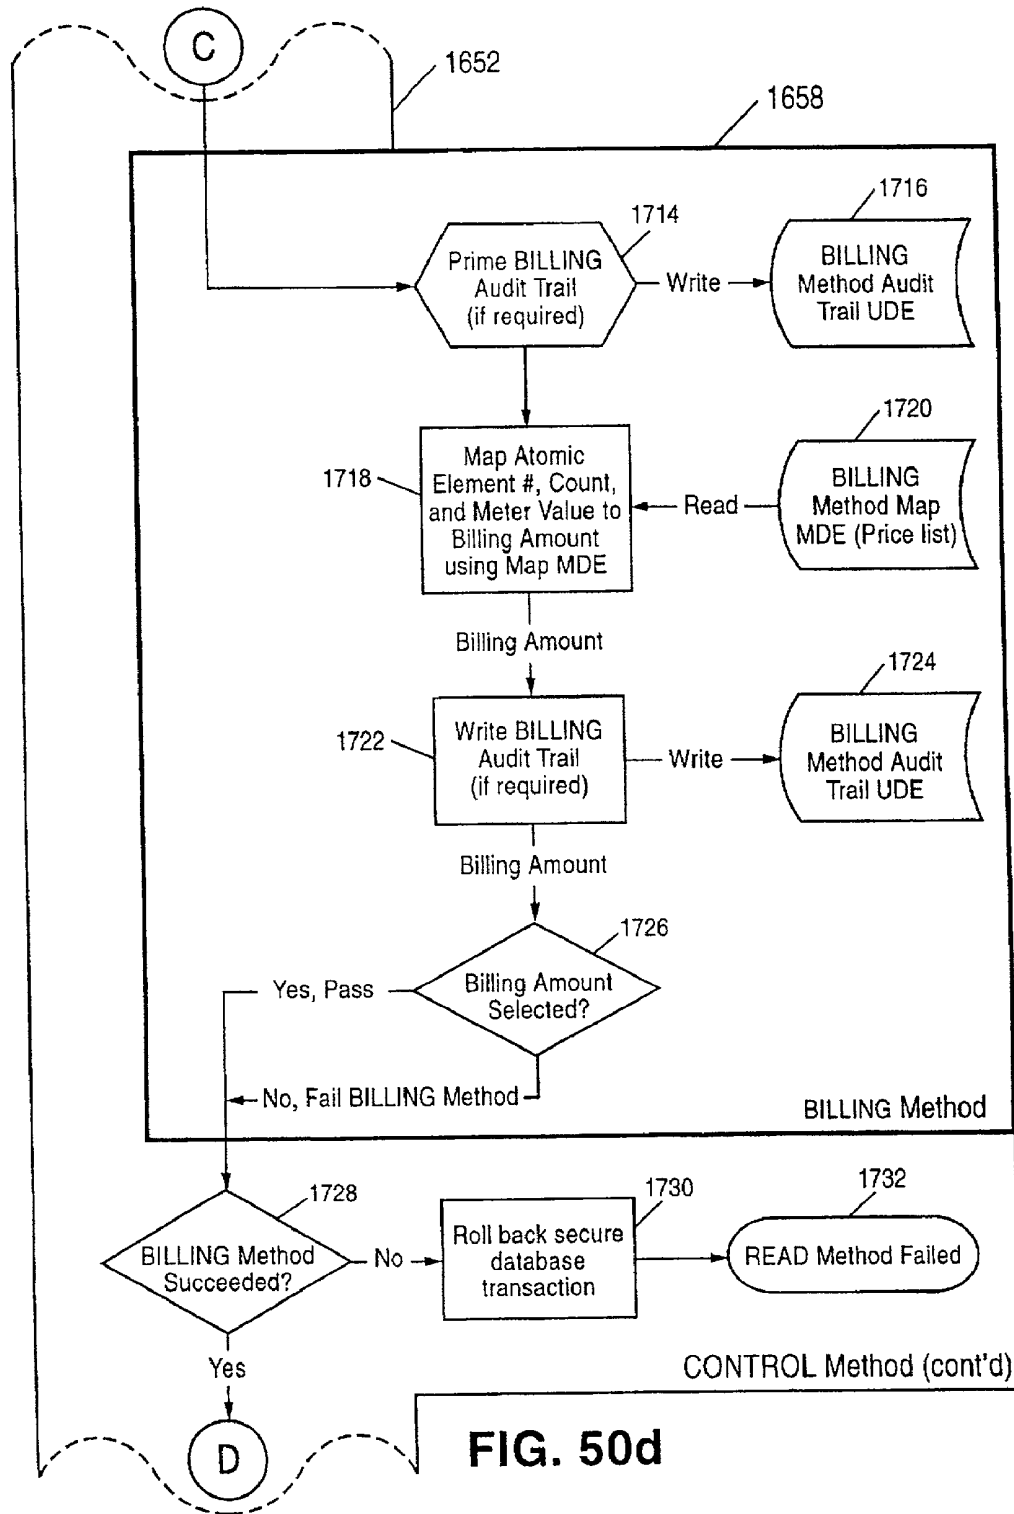 C
1652
1658
1714
1716
Prime BILLING
Audit Trail
(if required)
Write
BILLING
Method Audit
Trail UDE
1718
Map Atomic
Element #, Count,
and Meter Value to
Billing Amount
using Map MDE
Read
1720
BILLING
Method Map
MDE (Price list)
Billing Amount
1722
Write BILLING
Audit Trail
(if required)
Write
1724
BILLING
Method Audit
Trail UDE
Billing Amount
1726
Billing Amount
Selected?
Yes, Pass
No, Fail BILLING Method
BILLING Method
1728
BILLING Method
Succeeded?
No
1730
Roll back secure
database
transaction
1732
READ Method Failed
Yes
CONTROL Method (cont'd)
D
FIG. 50d